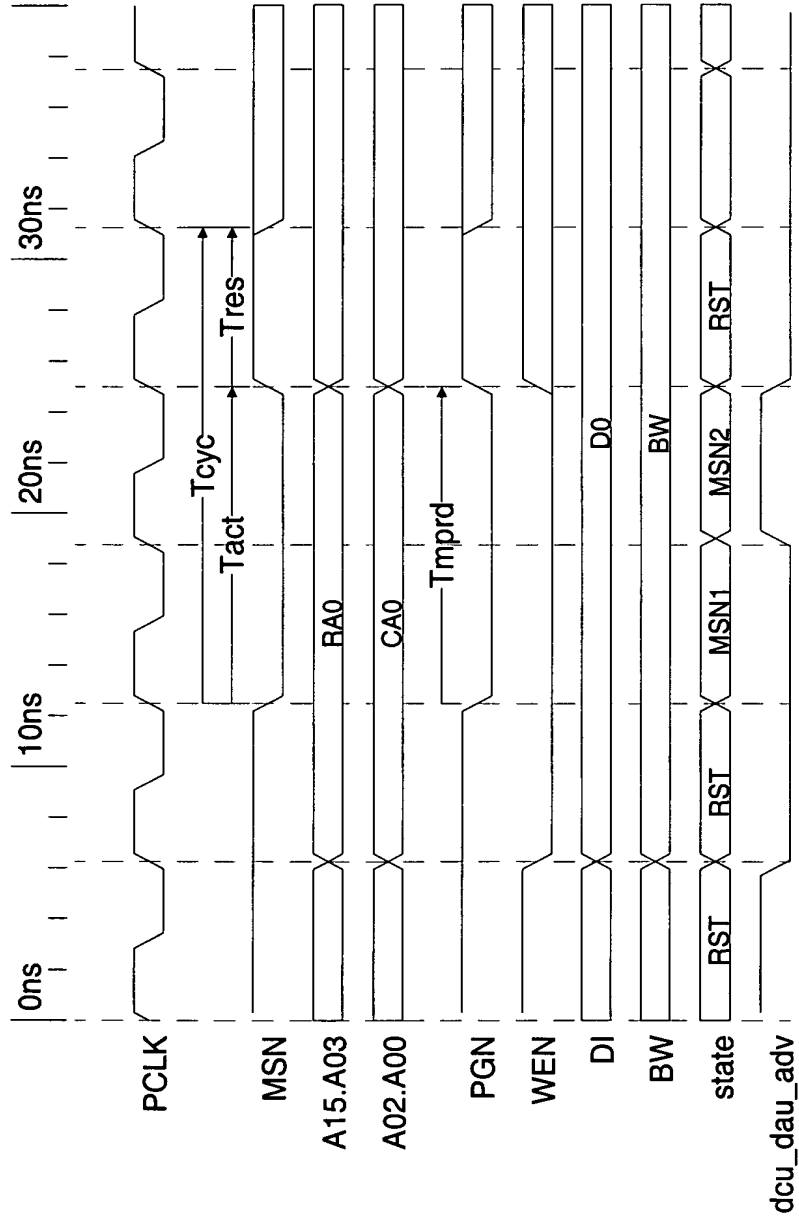 0ns 10ns 20ns 30ns
PCLK
Tcyc
Tact Tres
MSN
A15.A03 RA0
A02.A00 CA0
Tmprd
PGN
WEN
DI D0
BW BW
state RST RST MSN1 MSN2 RST
dcu_dau_adv